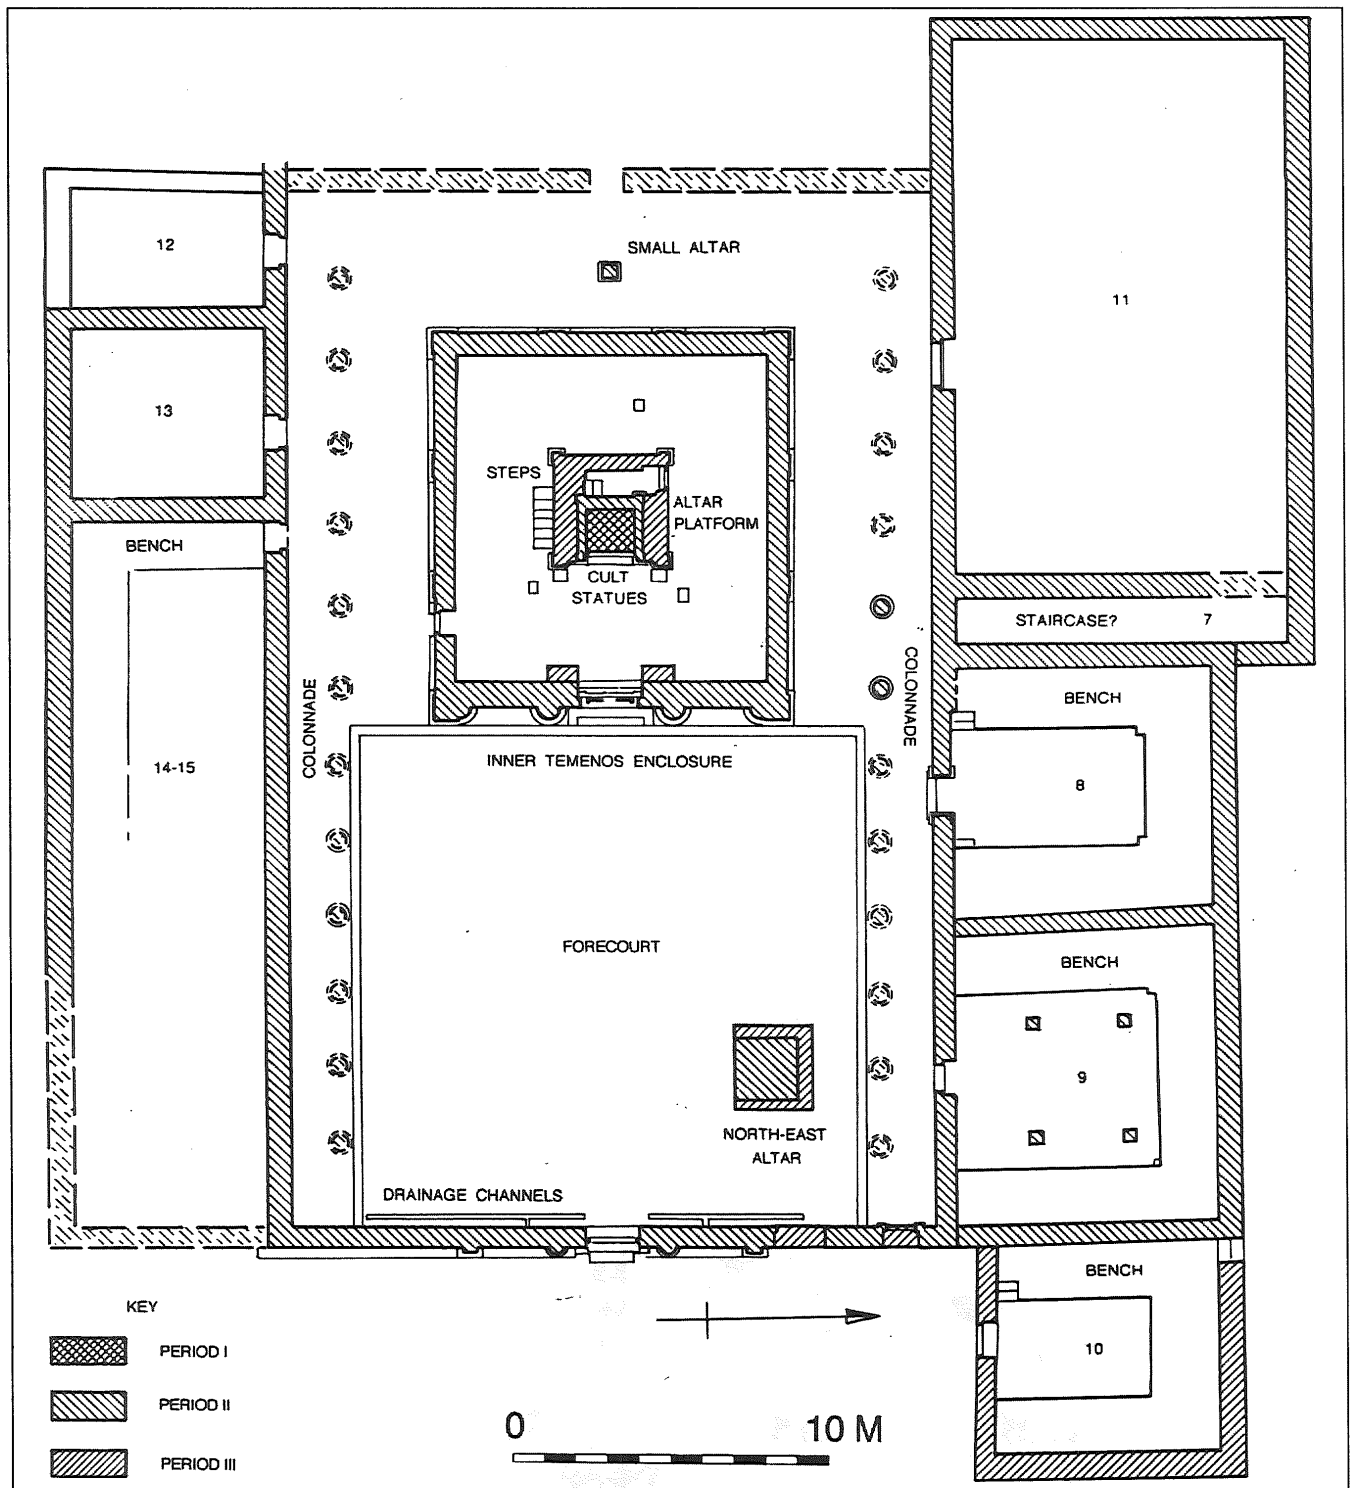 12
SMALL ALTAR
11
13
STEPS
ALTAR
PLATFORM
CULT
STATUES
BENCH
STAIRCASE?
7
COLONNADE
COLONNADE
BENCH
14-15
INNER TEMENOS ENCLOSURE
8
FORECOURT
BENCH
9
NORTH-EAST
ALTAR
DRAINAGE CHANNELS
BENCH
10
KEY
PERIOD I
PERIOD II
PERIOD III
0
10 M